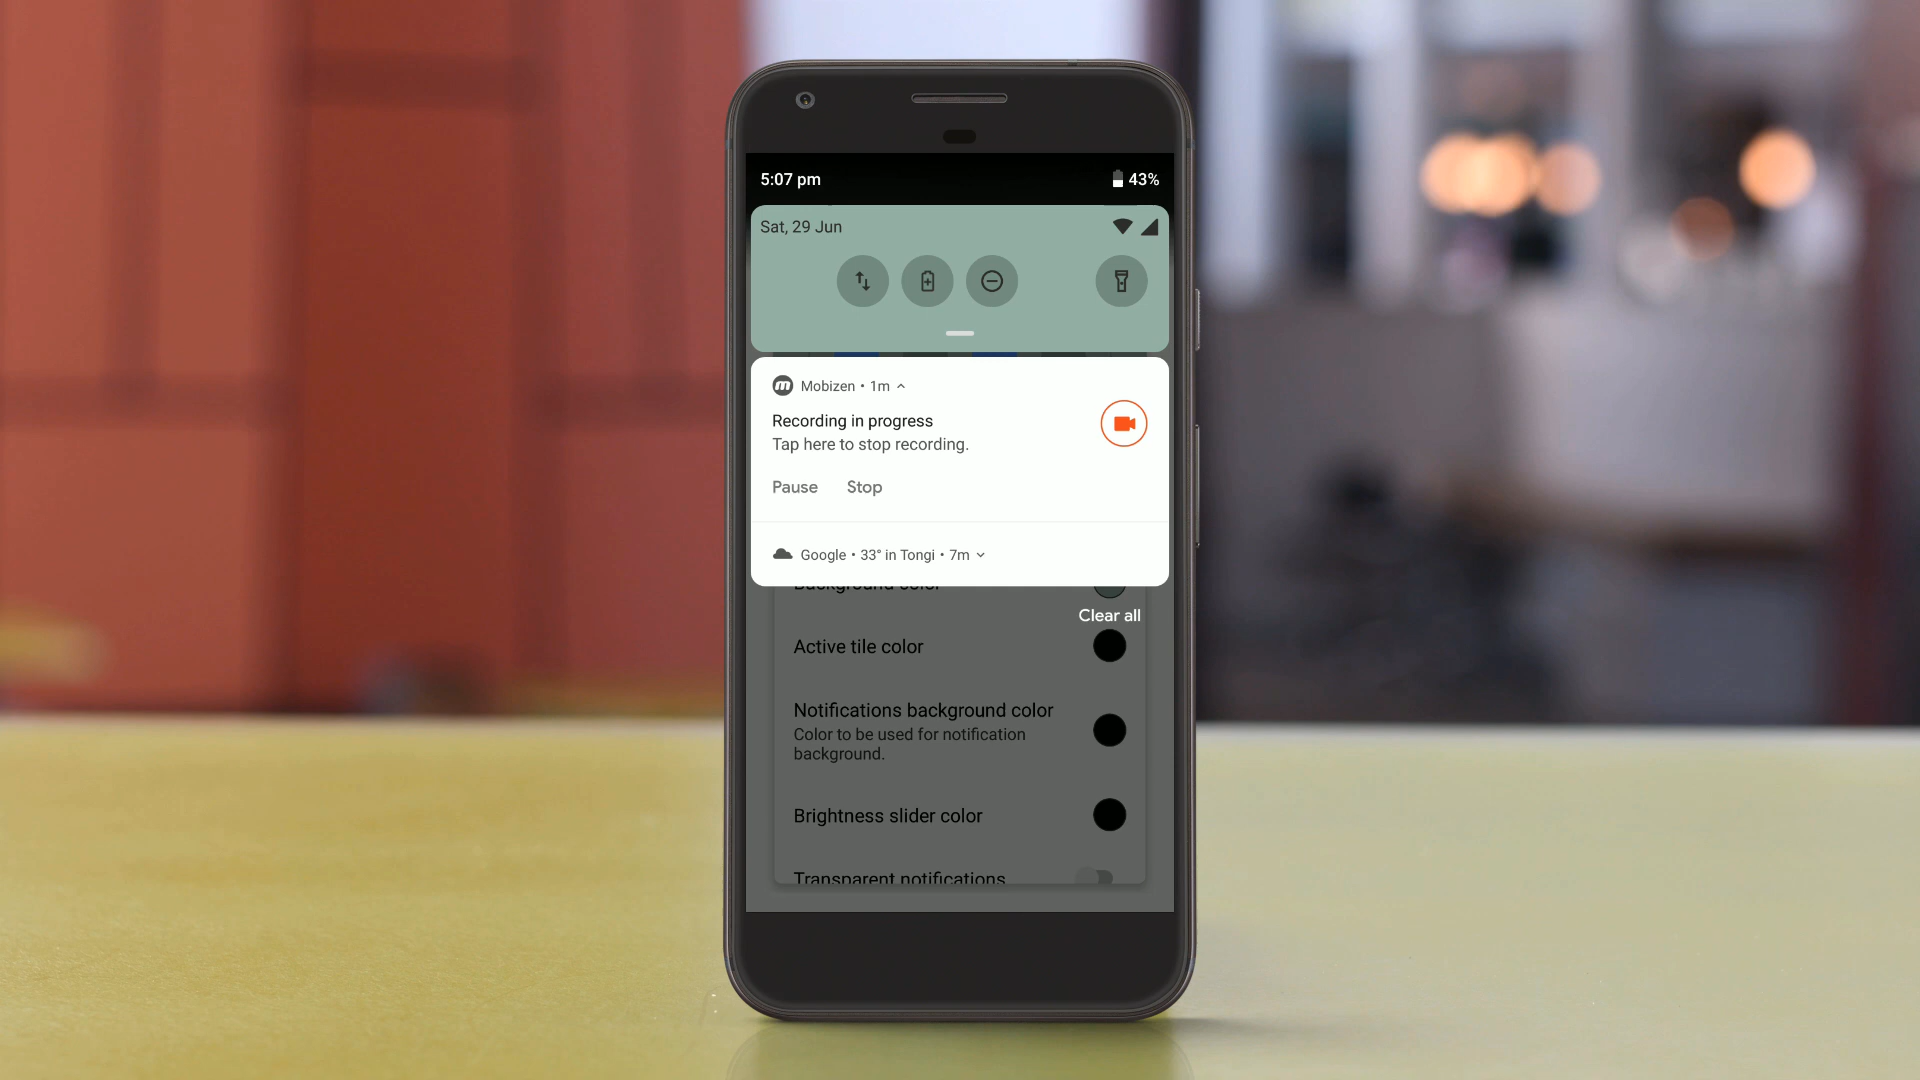 5:07 pm
43%
Sat, 29 Jun
Mobizen • 1m
Recording in progress
Tap here to stop recording.
Pause Stop
Google • 33° in Tongi • 7m
Background color
Clear all
Active tile color
Notifications background color
Color to be used for notification
background.
Brightness slider color
Transparent notifications